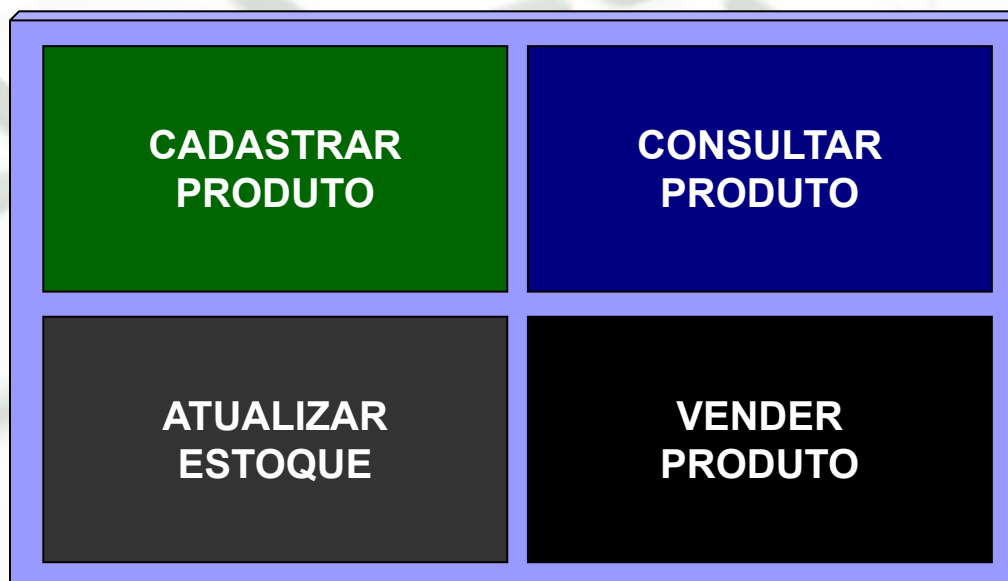 CADASTRAR
PRODUTO
CONSULTAR
PRODUTO
ATUALIZAR
ESTOQUE
VENDER
PRODUTO